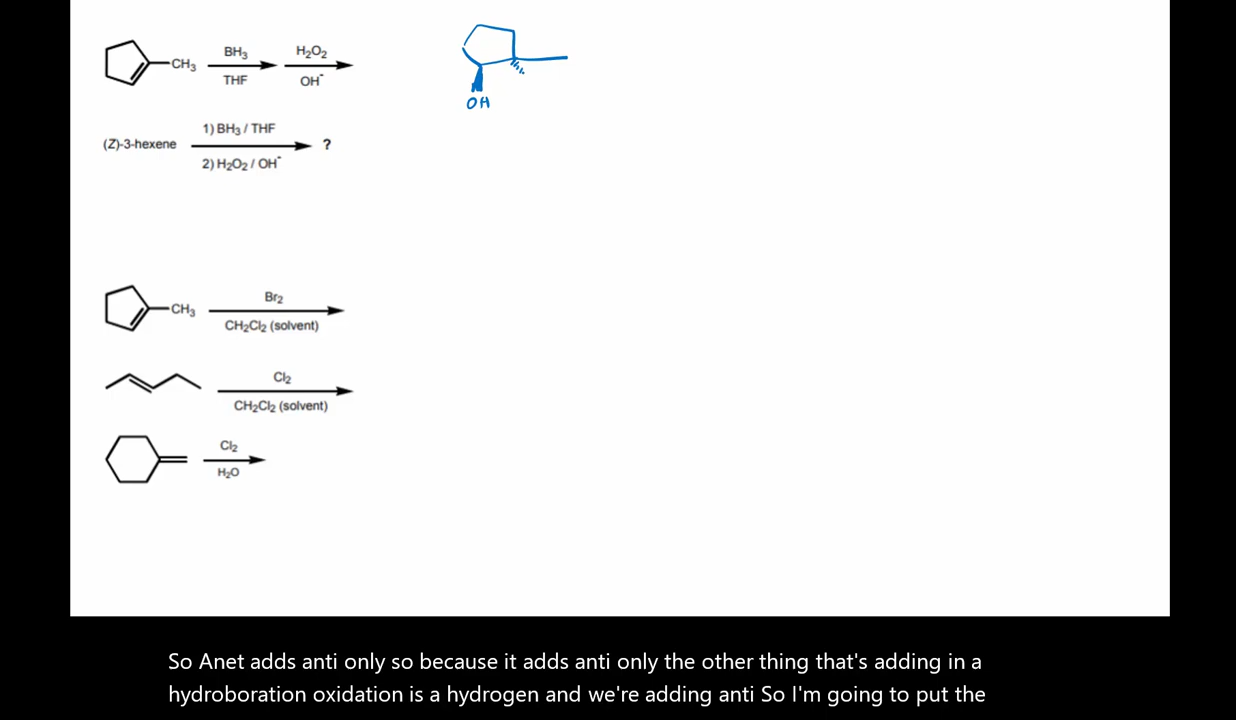 CH₃ BH₃ H₂O₂
THF OH⁻
OH
(Z)-3-hexene 1) BH₃ / THF ?
2) H₂O₂ / OH⁻
CH₃ Br₂
CH₂Cl₂ (solvent)
Cl₂
CH₂Cl₂ (solvent)
Cl₂
H₂O
So Anet adds anti only so because it adds anti only the other thing that's adding in a
hydroboration oxidation is a hydrogen and we're adding anti So I'm going to put the